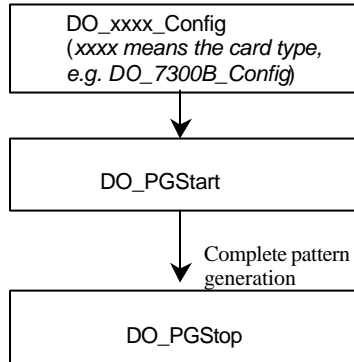 DO_xxxx_Config
(xxxx means the card type,
e.g. DO_7300B_Config)
DO_PGStart
Complete pattern
generation
DO_PGStop